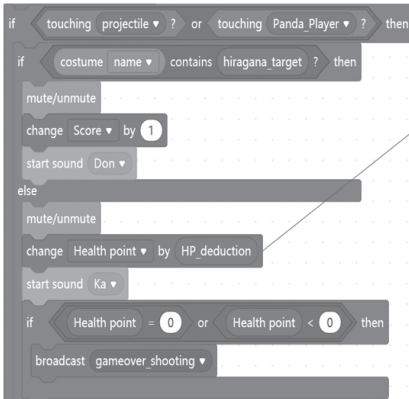 if touching projectile ▾ ? or touching Panda_Player ▾ ? then
if costume name ▾ contains hiragana_target ? then
mute/unmute
change Score ▾ by 1
start sound Don ▾
else
mute/unmute
change Health point ▾ by HP_deduction
start sound Ka ▾
if Health point = 0 or Health point < 0 then
broadcast gameover_shooting ▾